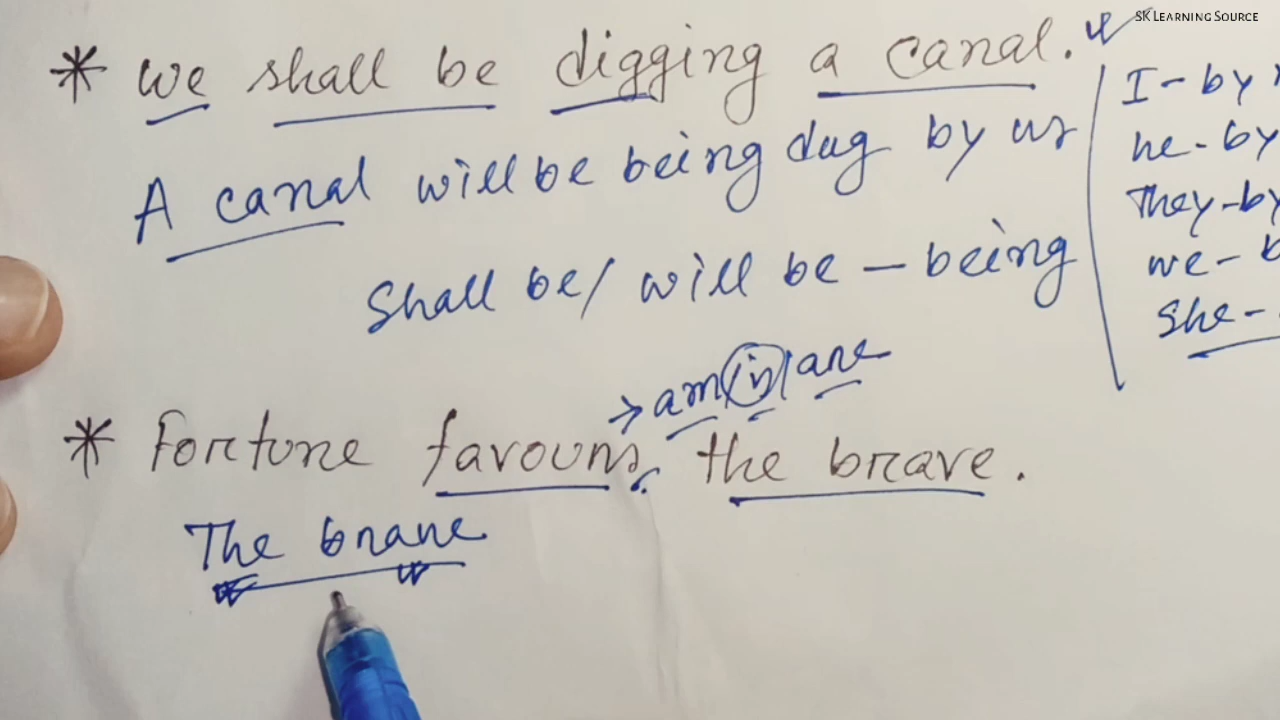 SK Learning Source
* we shall be digging a canal.
A canal will be being dug by us
Shall be/ will be – being
I - by
he - by
They - by
we -
She -
→ am/is/are
* Fortune favours the brave.
The brave